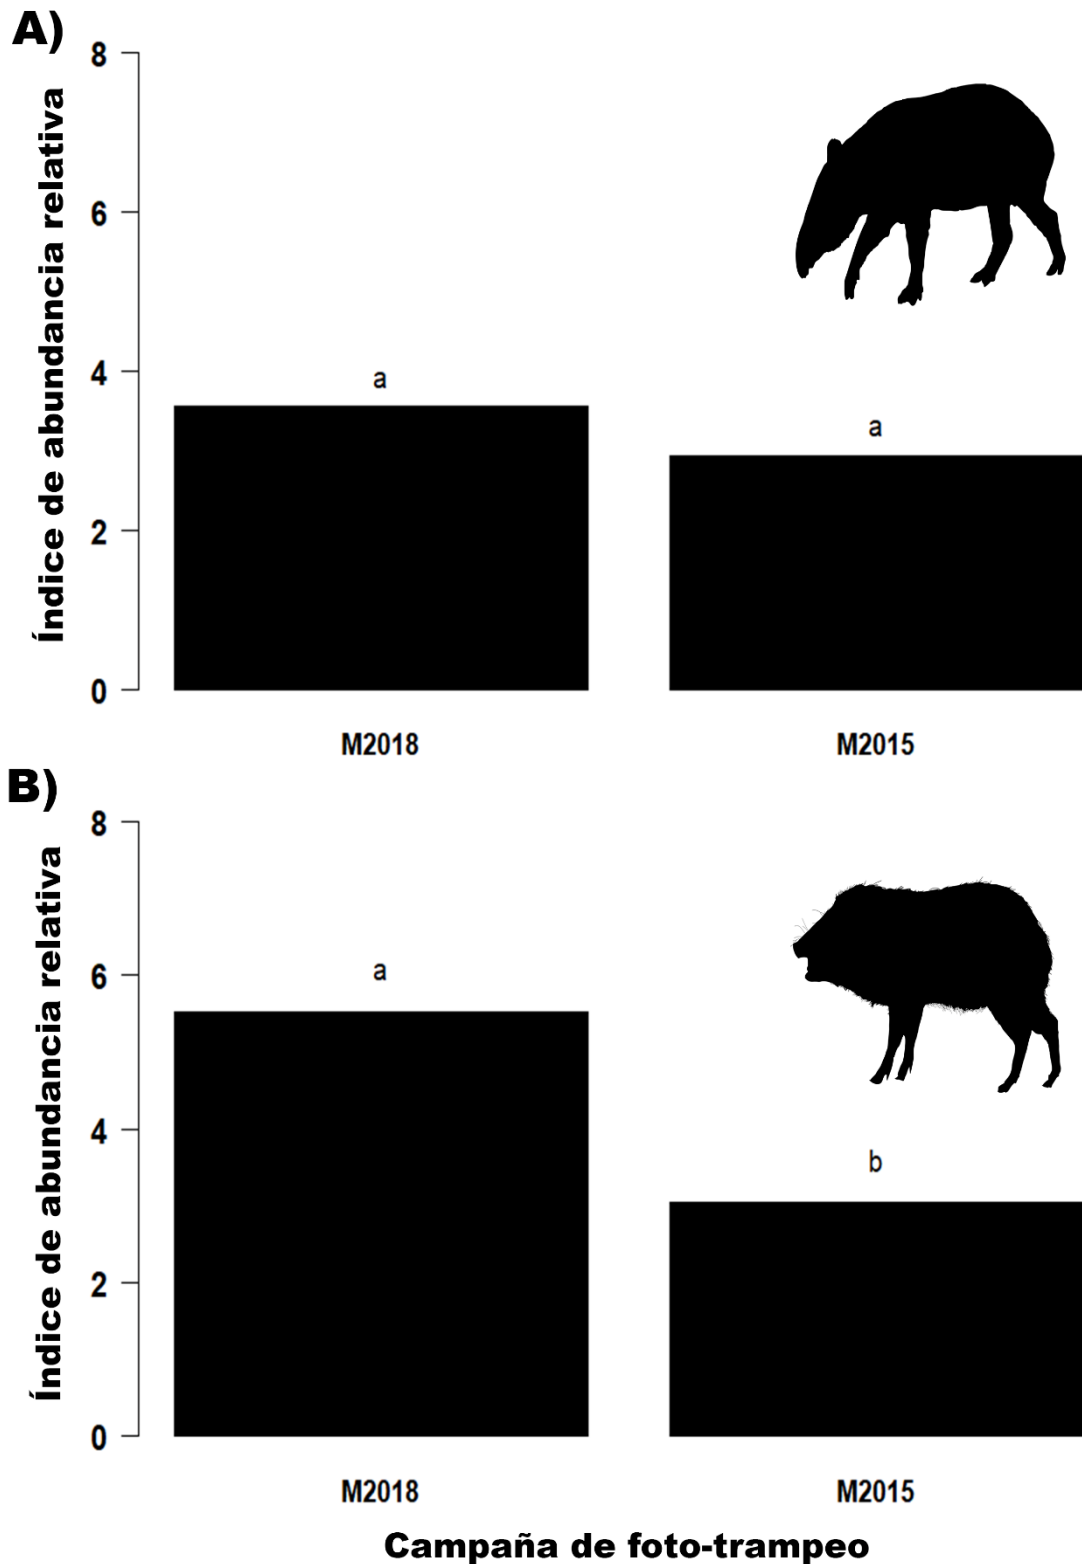 A)
Índice de abundancia relativa
8
6
4
2
0
a
a
M2018 M2015
B)
Índice de abundancia relativa
8
6
4
2
0
a
b
M2018 M2015
Campaña de foto-trampeo